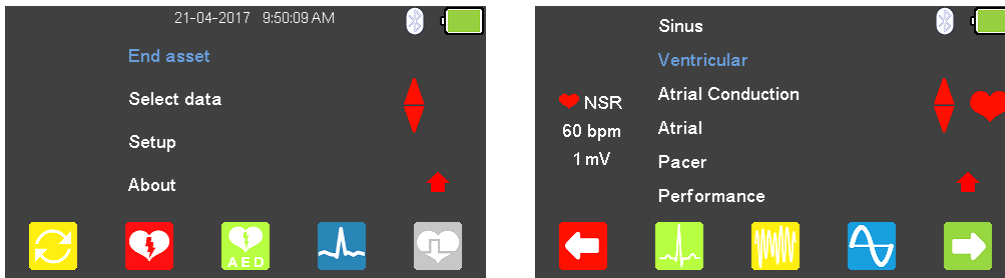 21-04-2017 9:50:09 AM
End asset
Select data
Setup
About
AED
Sinus
Ventricular
Atrial Conduction
NSR
Atrial
60 bpm
1 mV
Pacer
Performance